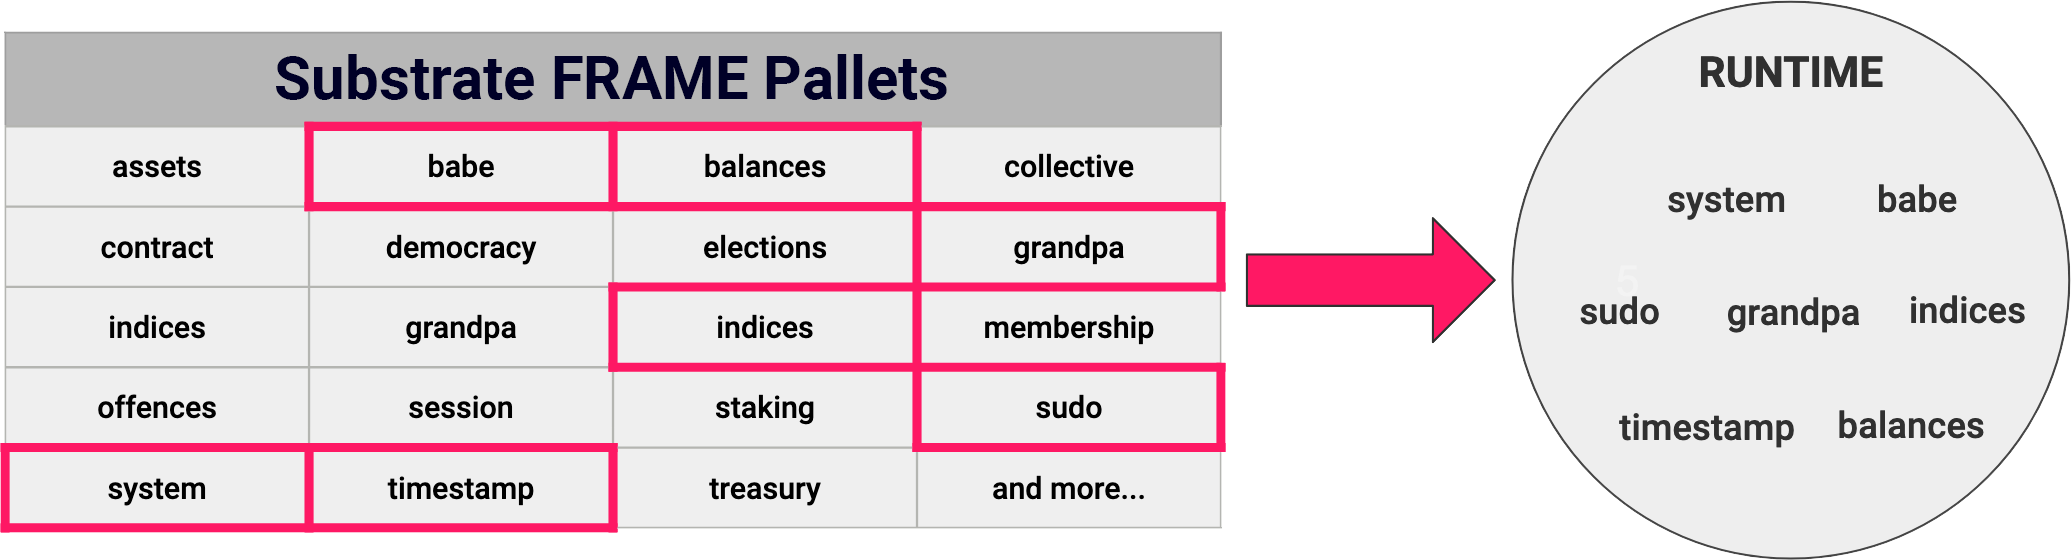 Substrate FRAME Pallets
assets babe balances collective
contract democracy elections grandpa
indices grandpa indices membership
offences session staking sudo
system timestamp treasury and more...
RUNTIME
system babe
5
sudo grandpa indices
timestamp balances